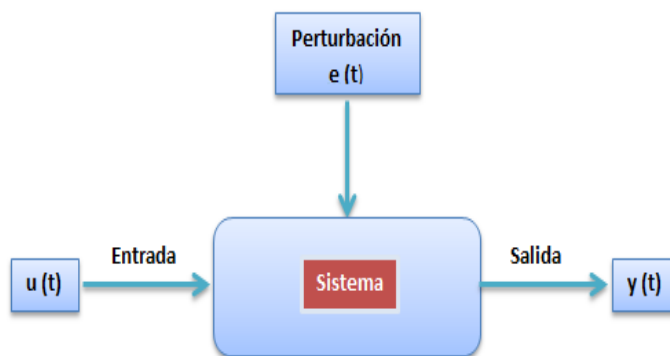 Perturbación
e (t)
Entrada
Salida
u (t)
Sistema
y (t)